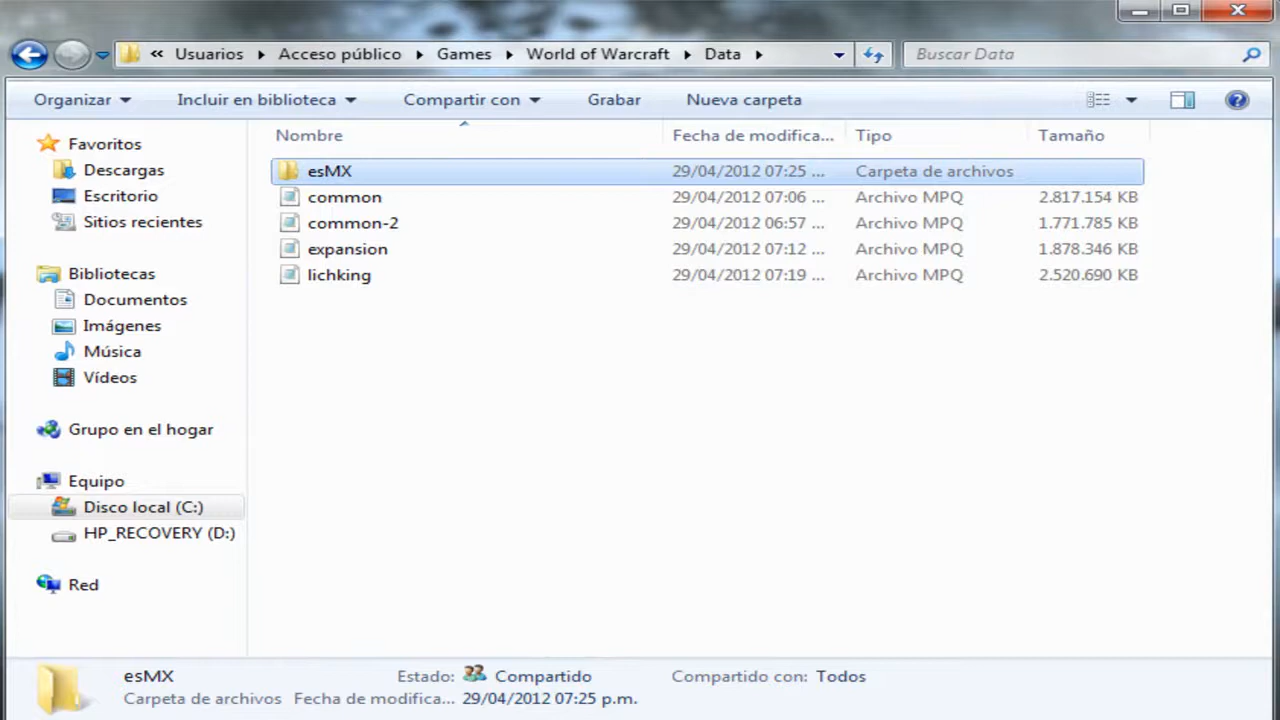 « Usuarios Acceso público Games World of Warcraft Data Buscar Data
Organizar Incluir en biblioteca Compartir con Grabar Nueva carpeta
Nombre Fecha de modifica... Tipo Tamaño
esMX 29/04/2012 07:25 ... Carpeta de archivos
common 29/04/2012 07:06 ... Archivo MPQ 2.817.154 KB
common-2 29/04/2012 06:57 ... Archivo MPQ 1.771.785 KB
expansion 29/04/2012 07:12 ... Archivo MPQ 1.878.346 KB
lichking 29/04/2012 07:19 ... Archivo MPQ 2.520.690 KB
Favoritos
Descargas
Escritorio
Sitios recientes
Bibliotecas
Documentos
Imágenes
Música
Vídeos
Grupo en el hogar
Equipo
Disco local (C:)
HP_RECOVERY (D:)
Red
esMX Estado: Compartido Compartido con: Todos
Carpeta de archivos Fecha de modifica... 29/04/2012 07:25 p.m.